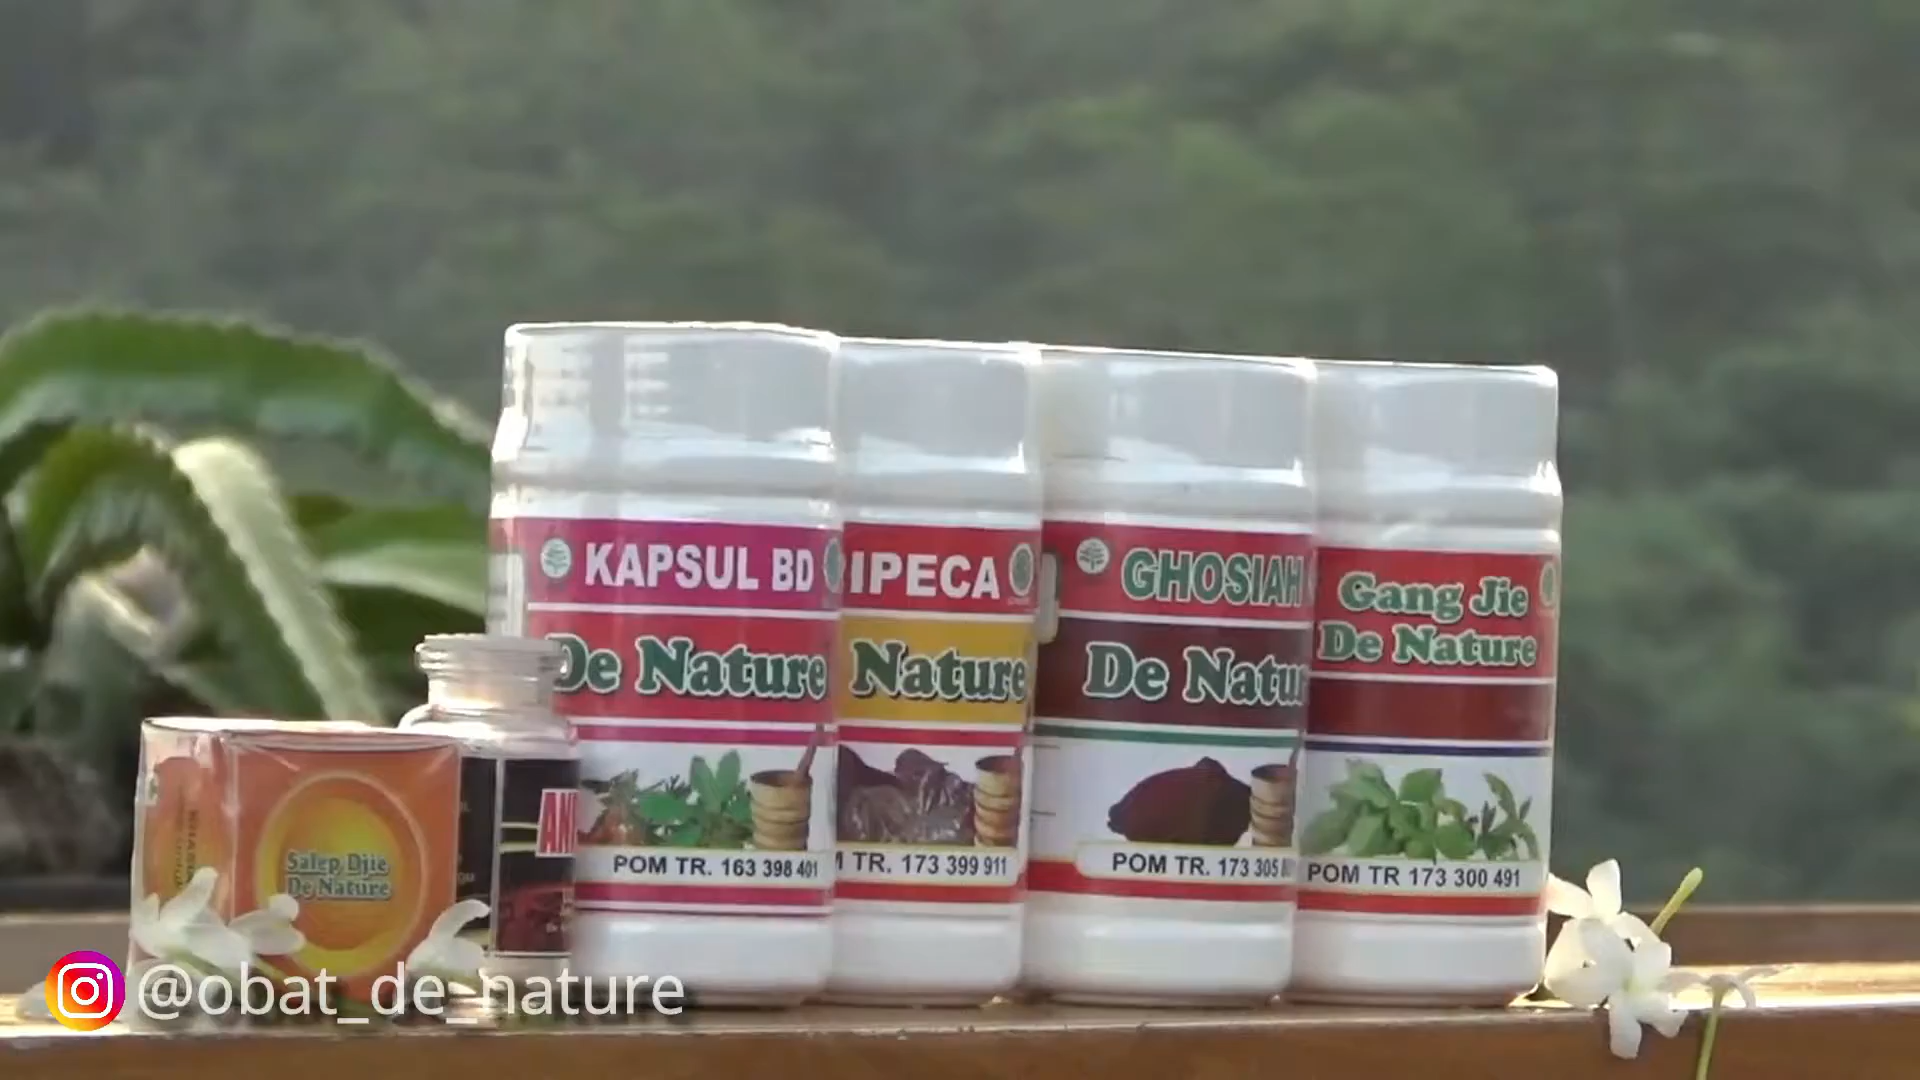 KAPSUL BD
De Nature
POM TR. 163 398 401
IPECA
Nature
TR. 173 399 911
GHOSIAH
De Natu
POM TR. 173 305
Gang Jie
De Nature
POM TR 173 300 491
Salep Djie
De Nature
@obat_de_nature